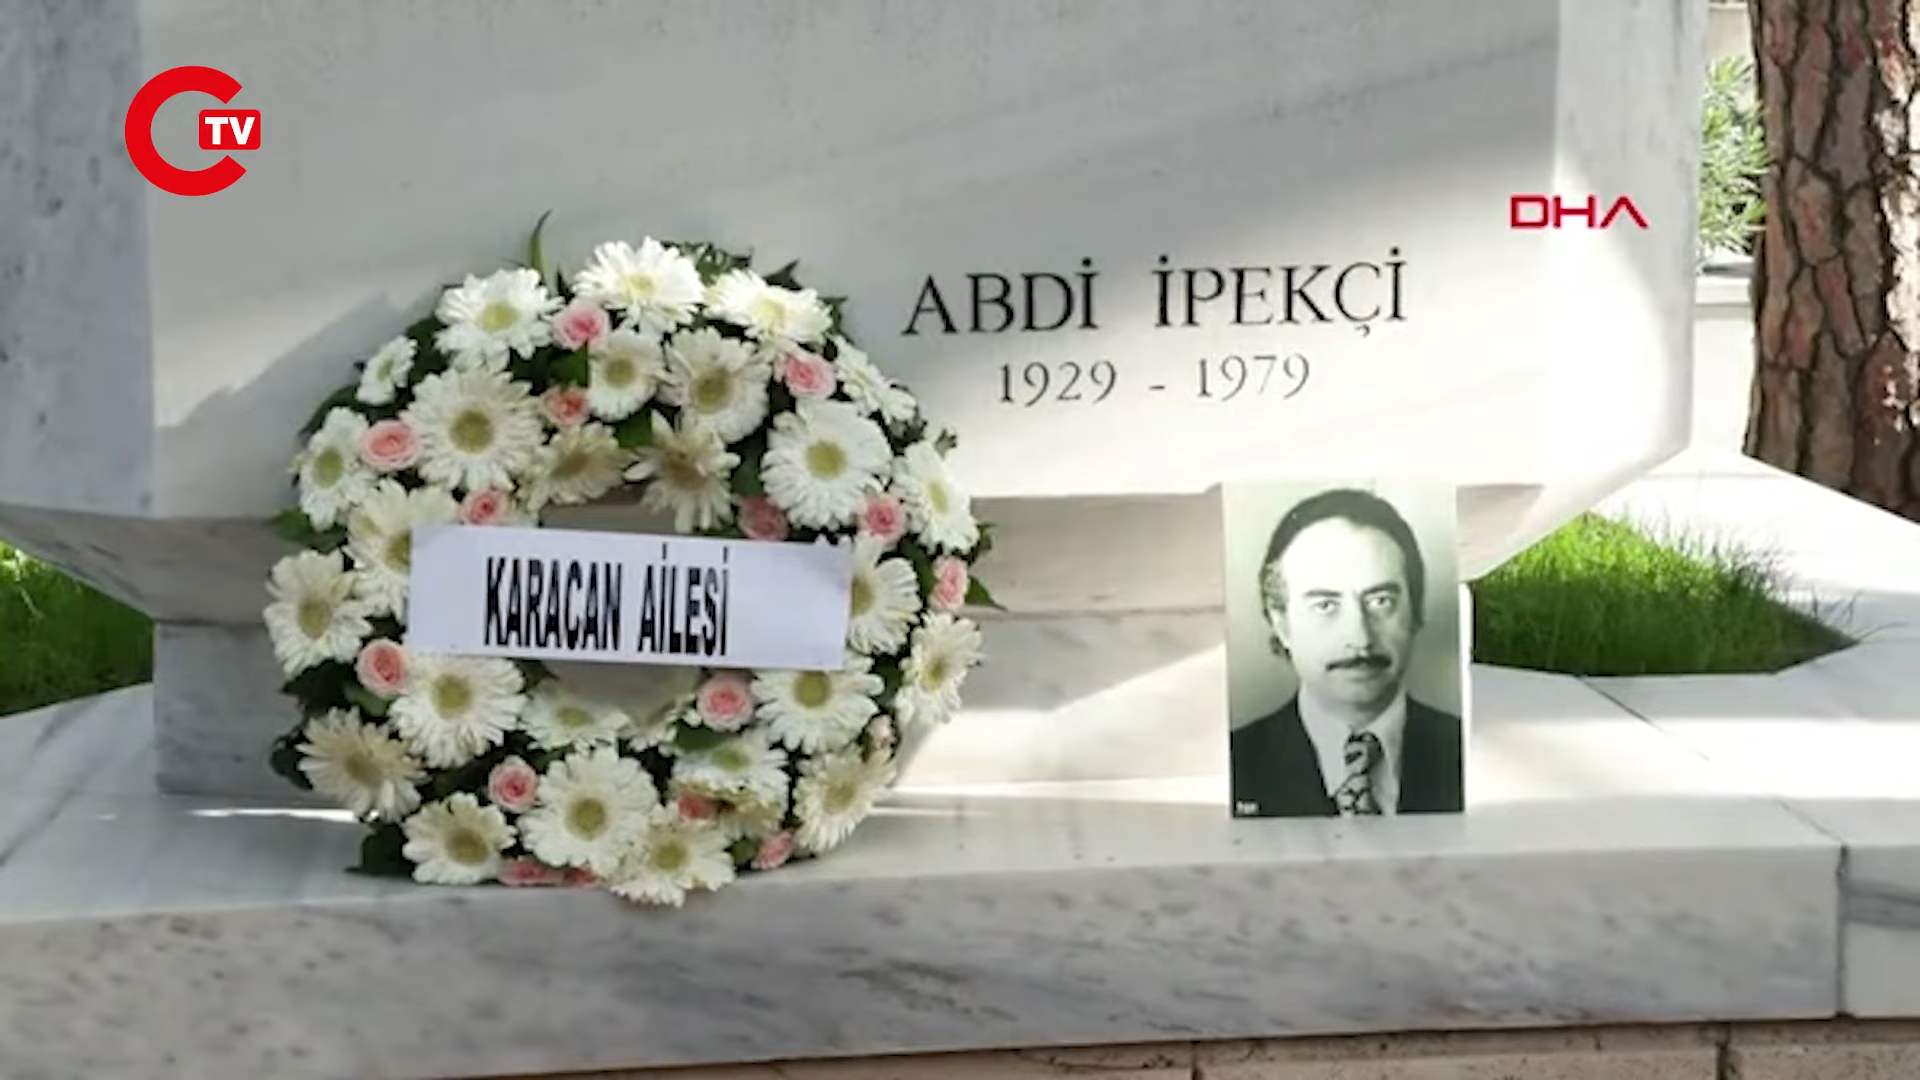 TV
DHA
ABDİ İPEKÇİ
1929 - 1979
KARACAN AİLESİ